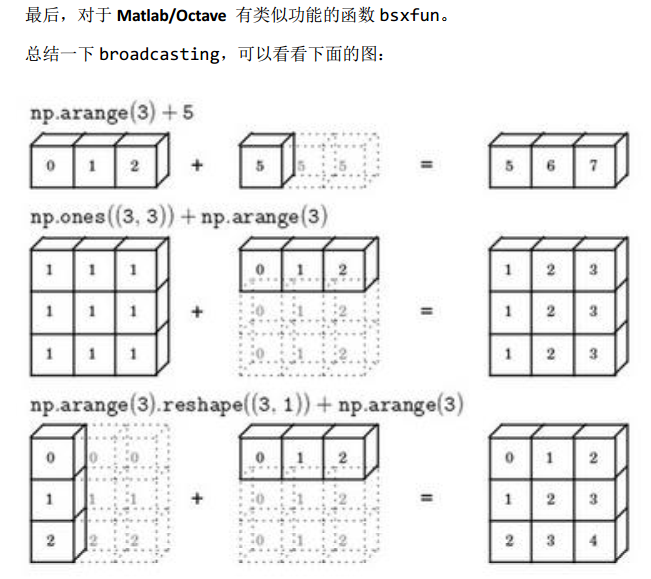 最后，对于 Matlab/Octave 有类似功能的函数 bsxfun。
总结一下 broadcasting，可以看看下面的图：
np.arange(3) + 5
0 1 2 + 5 5 5 = 5 6 7
np.ones((3, 3)) + np.arange(3)
1 1 1 0 1 2 1 2 3
1 1 1 + 0 1 2 = 1 2 3
1 1 1 0 1 2 1 2 3
np.arange(3).reshape((3, 1)) + np.arange(3)
0 0 0 0 1 2 0 1 2
1 1 1 + 0 1 2 = 1 2 3
2 2 2 0 1 2 2 3 4